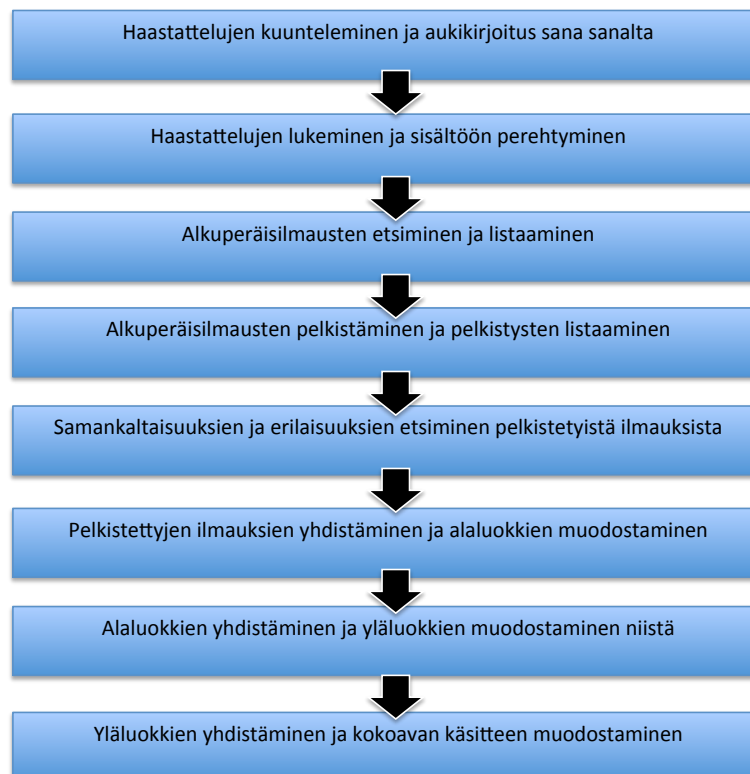 Haastattelujen kuunteleminen ja aukikirjoitus sana sanalta
Haastattelujen lukeminen ja sisältöön perehtyminen
Alkuperäisilmausten etsiminen ja listaaminen
Alkuperäisilmausten pelkistäminen ja pelkistysten listaaminen
Samankaltaisuuksien ja erilaisuuksien etsiminen pelkistetyistä ilmauksista
Pelkistettyjen ilmauksien yhdistäminen ja alaluokkien muodostaminen
Alaluokkien yhdistäminen ja yläluokkien muodostaminen niistä
Yläluokkien yhdistäminen ja kokoavan käsitteen muodostaminen